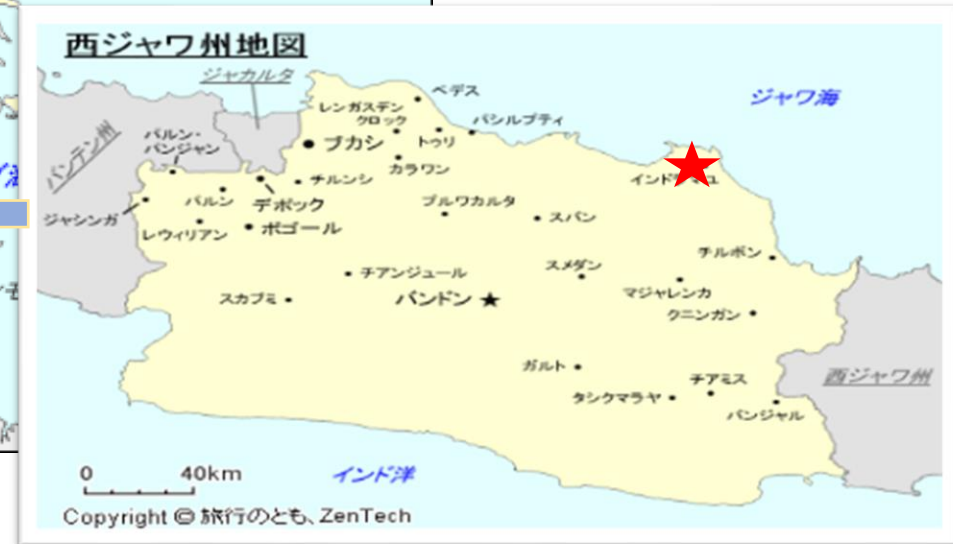 西ジャワ州地図
ジャカルタ
バンテン州
ジャワ海
ペデス
レンガスデン
クロック
パシルプティ
トゥリ
ブカシ
パルン・
パンジャン
カラワン
チルンシ
パルン
デポック
ジャシンガ
レウィリアン
ボゴール
プルワカルタ
スバン
インド
チルボン
チアンジュール
スメダン
スカブミ
バンドン
マジャレンカ
クニンガン
ガルト
チアミス
タシクマラヤ
バンジャル
西ジャワ州
0 40km
インド洋
Copyright © 旅行のとも、ZenTech